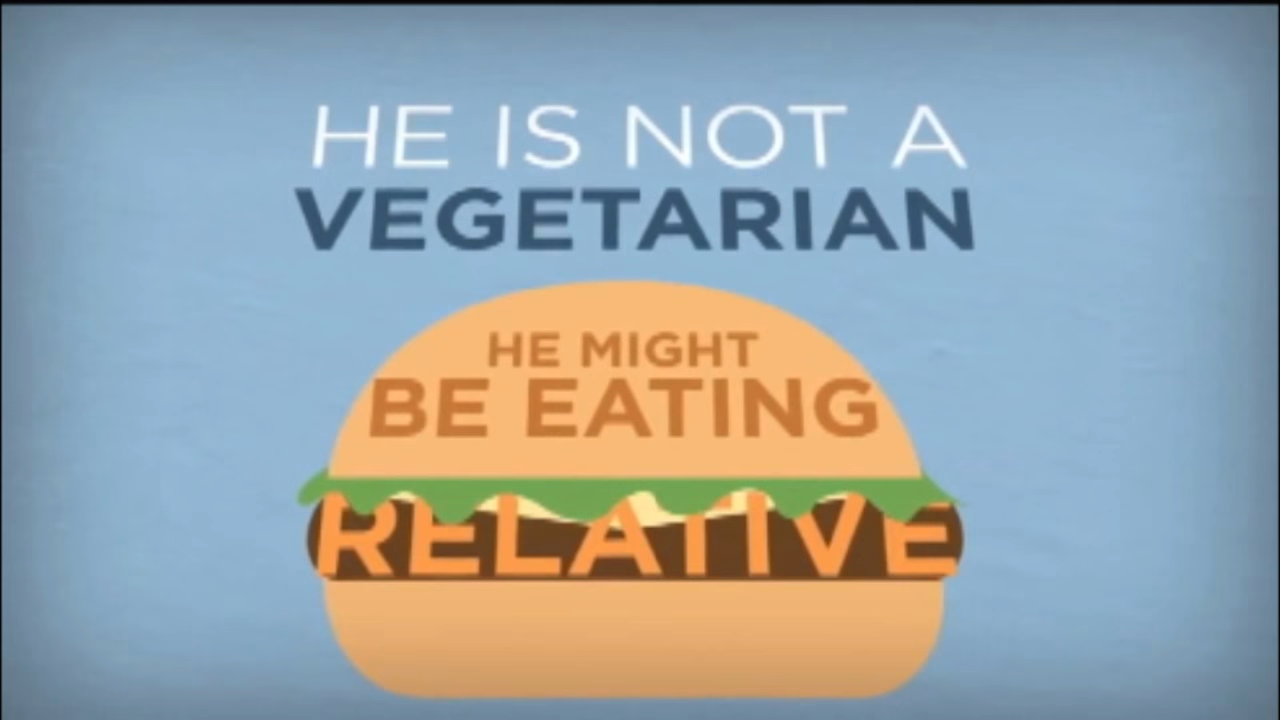 HE IS NOT A
VEGETARIAN
HE MIGHT
BE EATING
RELATIVE